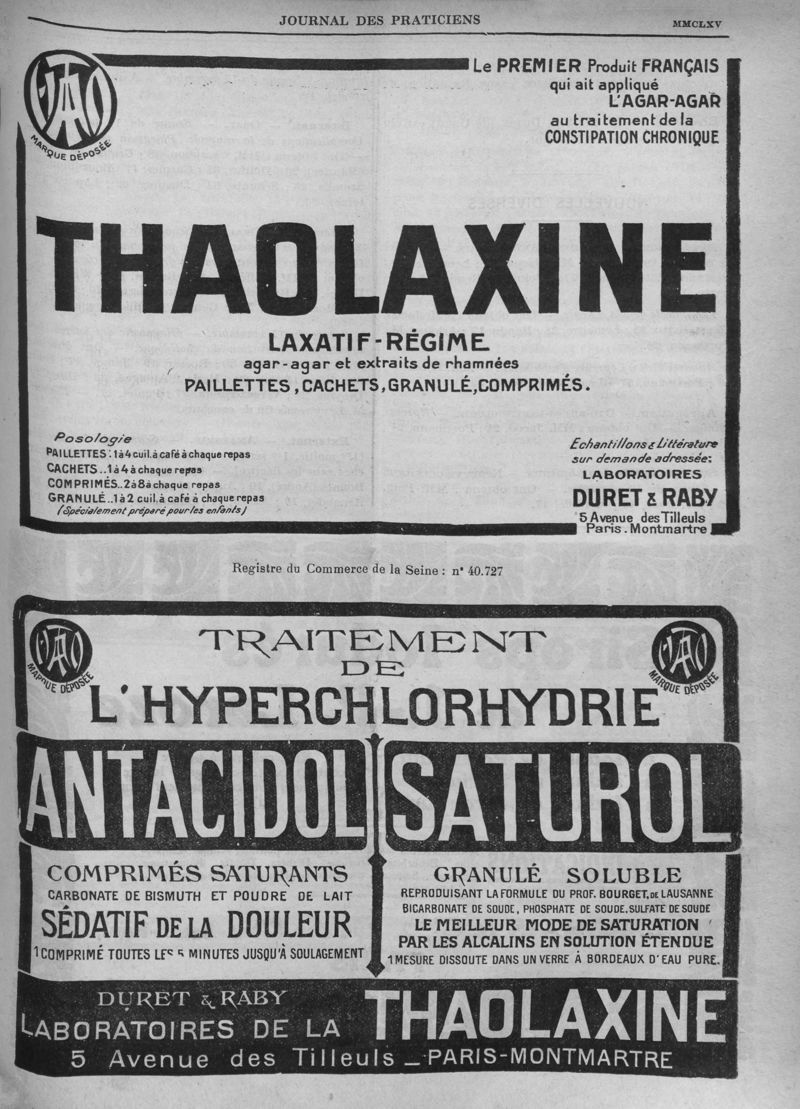 JOURNAL DES PRATICIENS
MMCLXV
THAO
MARQUE DÉPOSÉE
Le PREMIER Produit FRANÇAIS
qui ait appliqué
L'AGAR-AGAR
au traitement de la
CONSTIPATION CHRONIQUE
THAOLAXINE
LAXATIF-RÉGIME
agar-agar et extraits de rhamnées
PAILLETTES, CACHETS, GRANULÉ, COMPRIMÉS.
Posologie
PAILLETTES: 1 à 4 cuil. à café à chaque repas
CACHETS..1 à 4 à chaque repas
COMPRIMÉS..2 à 8 à chaque repas
GRANULÉ..1 à 2 cuil. à café à chaque repas
(Spécialement préparé pour les enfants)
Echantillons & Littérature
sur demande adressée:
LABORATOIRES
DURET & RABY
5 Avenue des Tilleuls
Paris. Montmartre
Registre du Commerce de la Seine : n° 40.727
THAO
MARQUE DÉPOSÉE
TRAITEMENT
DE
L'HYPERCHLORHYDRIE
THAO
MARQUE DÉPOSÉE
ANTACIDOL
COMPRIMÉS SATURANTS
CARBONATE DE BISMUTH ET POUDRE DE LAIT
SÉDATIF DE LA DOULEUR
1 COMPRIMÉ TOUTES LES 5 MINUTES JUSQU'À SOULAGEMENT
SATUROL
GRANULÉ SOLUBLE
REPRODUISANT LA FORMULE DU PROF. BOURGET, DE LAUSANNE
BICARBONATE DE SOUDE, PHOSPHATE DE SOUDE, SULFATE DE SOUDE
LE MEILLEUR MODE DE SATURATION
PAR LES ALCALINS EN SOLUTION ÉTENDUE
1 MESURE DISSOUTE DANS UN VERRE À BORDEAUX D'EAU PURE.
DURET & RABY
LABORATOIRES DE LA THAOLAXINE
5 Avenue des Tilleuls _ PARIS-MONTMARTRE